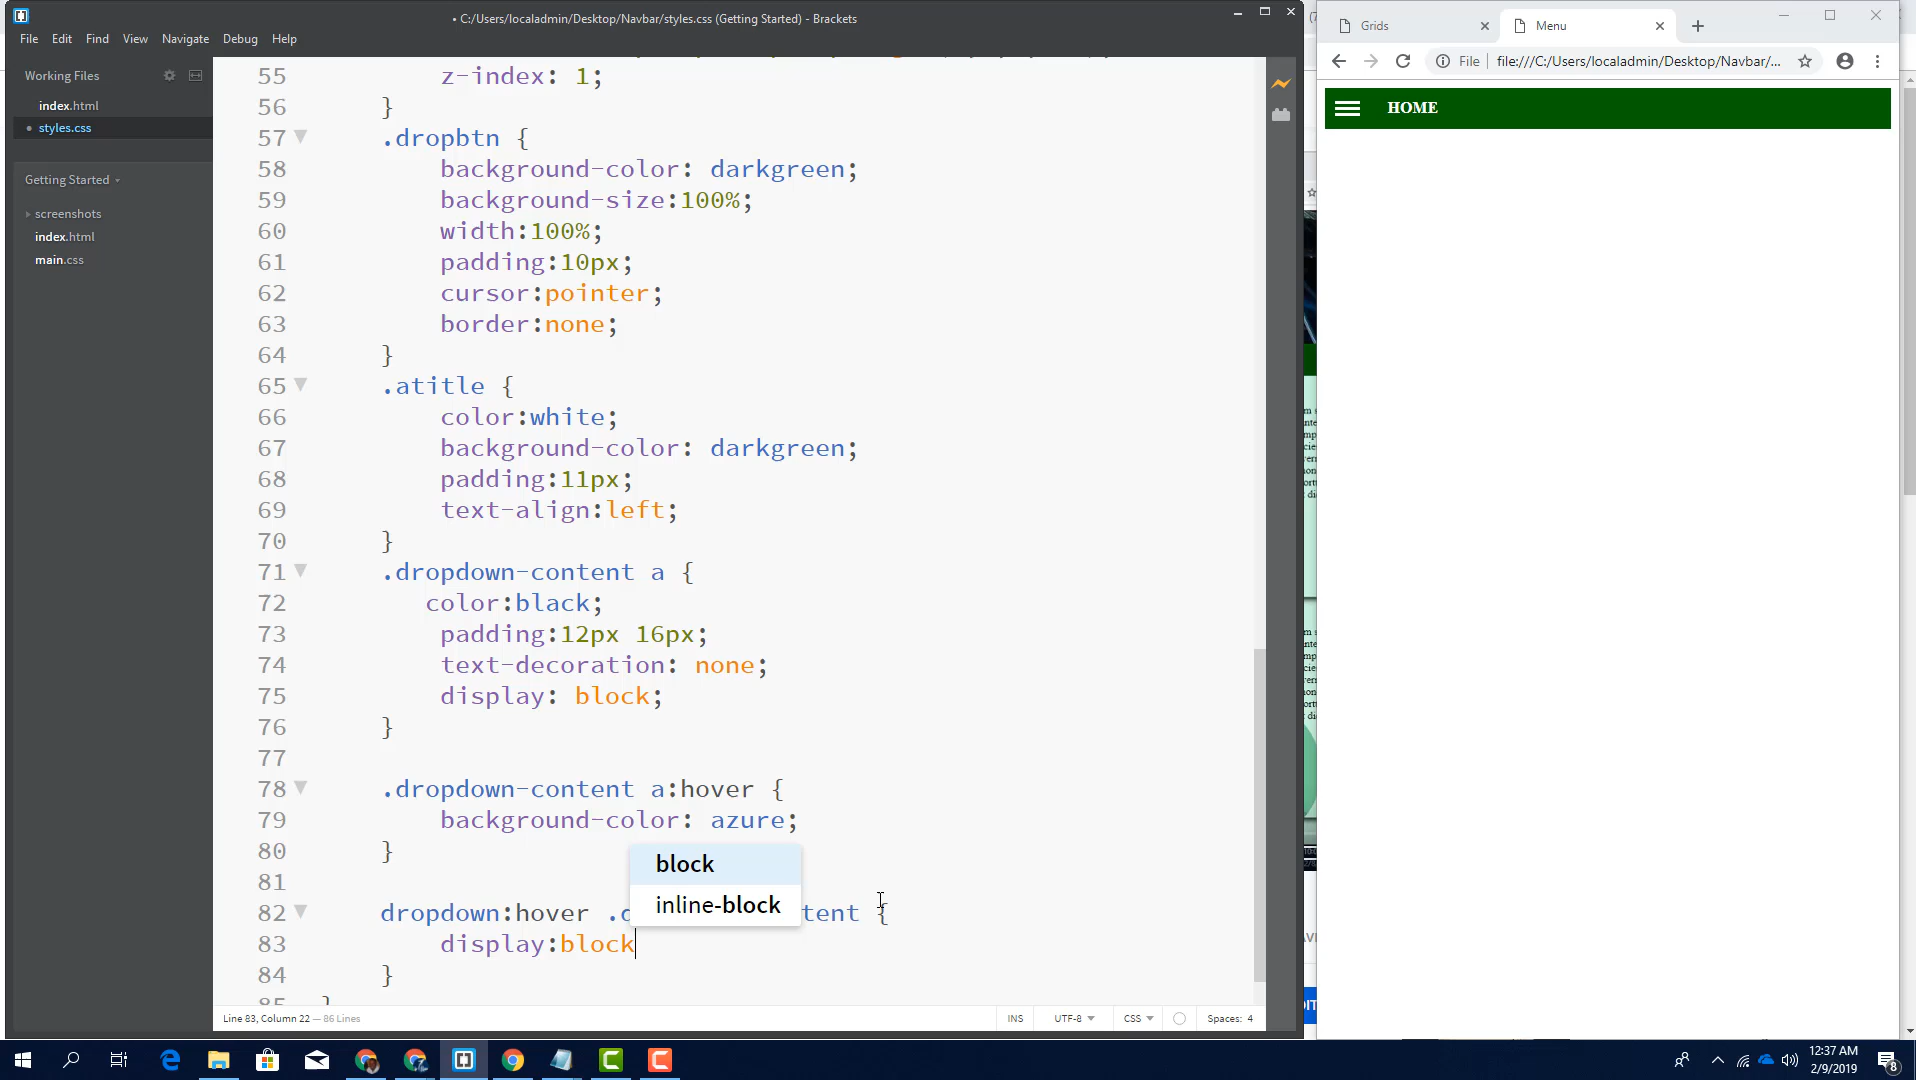 • C:/Users/localadmin/Desktop/Navbar/styles.css (Getting Started) - Brackets
File Edit Find View Navigate Debug Help
Working Files
index.html
• styles.css
Getting Started
screenshots
index.html
main.css
55 z-index: 1;
56 }
57 .dropbtn {
58 background-color: darkgreen;
59 background-size:100%;
60 width:100%;
61 padding:10px;
62 cursor:pointer;
63 border:none;
64 }
65 .atitle {
66 color:white;
67 background-color: darkgreen;
68 padding:11px;
69 text-align:left;
70 }
71 .dropdown-content a {
72 color:black;
73 padding:12px 16px;
74 text-decoration: none;
75 display: block;
76 }
77
78 .dropdown-content a:hover {
79 background-color: azure;
80 }
81
block
inline-block
82 dropdown:hover .d tent {
83 display:block
84 }
85 }
Line 83, Column 22 — 86 Lines
INS UTF-8 CSS Spaces: 4
Grids
Menu
File file:///C:/Users/localadmin/Desktop/Navbar/...
HOME
12:37 AM
2/9/2019
8